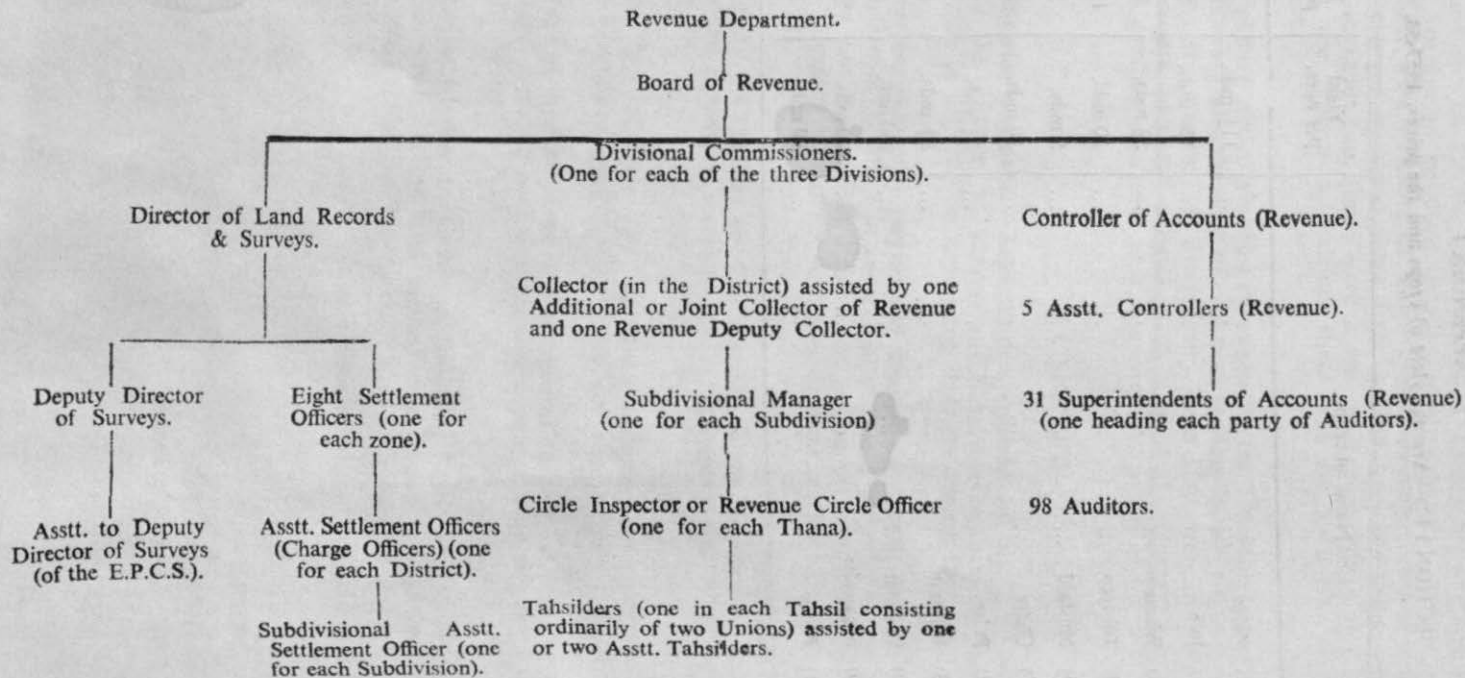 Revenue Department.
Board of Revenue.
Divisional Commissioners.
(One for each of the three Divisions).
Director of Land Records
& Surveys.
Controller of Accounts (Revenue).
Collector (in the District) assisted by one
Additional or Joint Collector of Revenue
and one Revenue Deputy Collector.
5 Asstt. Controllers (Revenue).
Deputy Director
of Surveys.
Eight Settlement
Officers (one for
each zone).
Subdivisional Manager
(one for each Subdivision)
31 Superintendents of Accounts (Revenue)
(one heading each party of Auditors).
Asstt. to Deputy
Director of Surveys
(of the E.P.C.S.).
Asstt. Settlement Officers
(Charge Officers) (one
for each District).
Circle Inspector or Revenue Circle Officer
(one for each Thana).
98 Auditors.
Subdivisional Asstt.
Settlement Officer (one
for each Subdivision).
Tahsilders (one in each Tahsil consisting
ordinarily of two Unions) assisted by one
or two Asstt. Tahsilders.